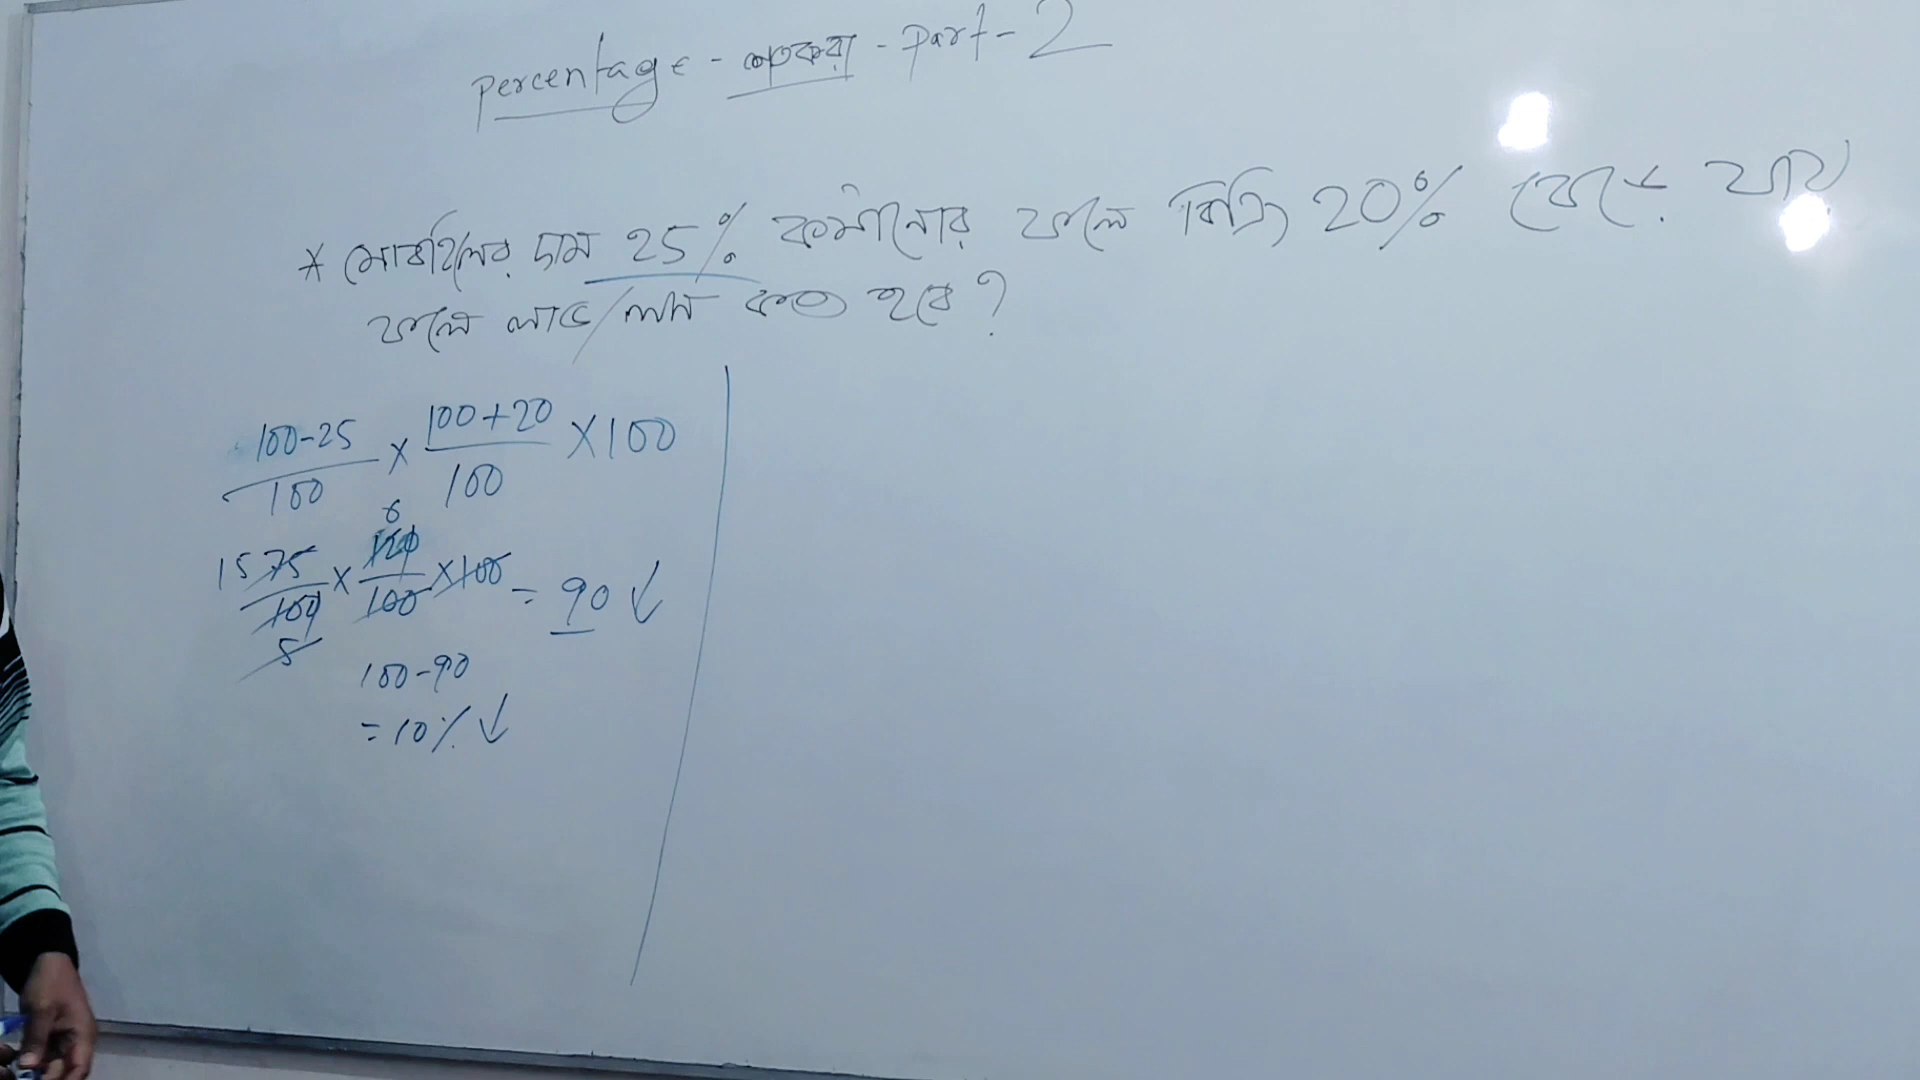 Percentage - শতকরা - Part - 2
* মোবাইলের দাম 25% কমানোর ফলে বিক্রি 20% বেড়ে যায়
ফলে লাভ/লস কত হবে?
100-25/100 × 100+20/100 × 100
15 75/100 5 × 6 120/100 × 100 = 90 ↓
100-90
= 10% ↓